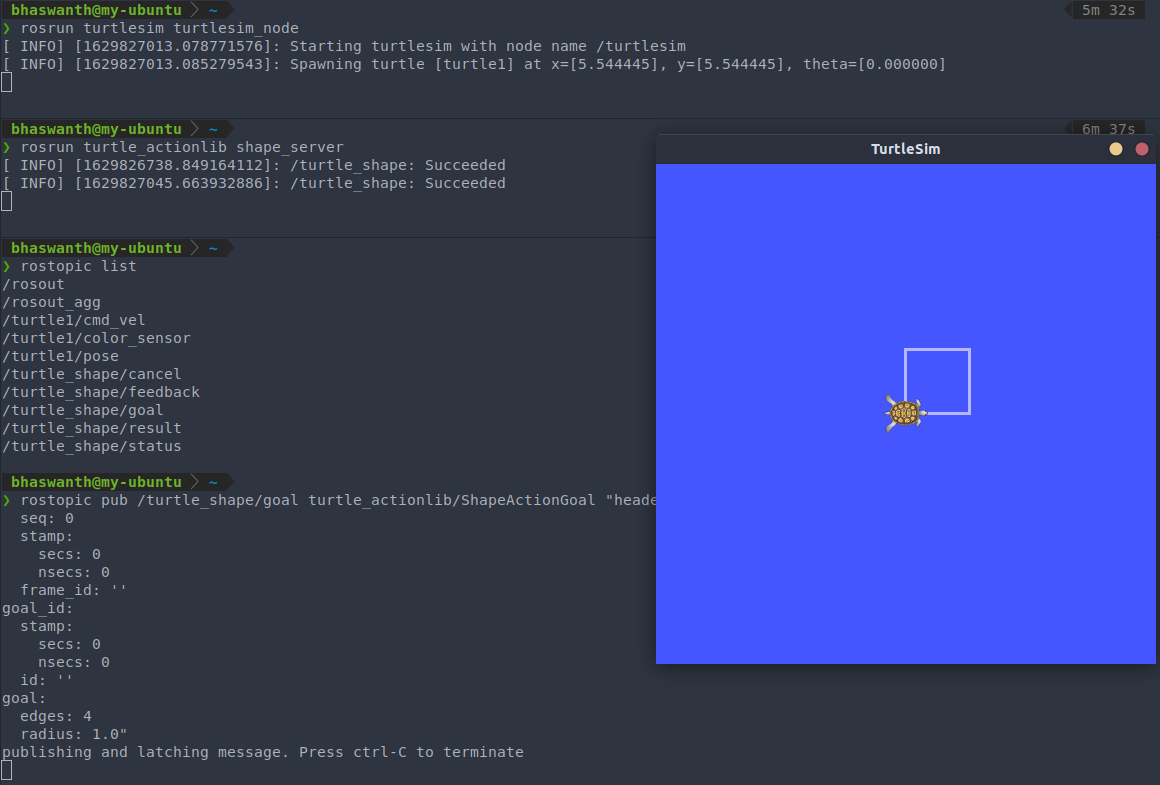 bhaswanth@my-ubuntu ~ 5m 32s
❯ rosrun turtlesim turtlesim_node
[ INFO] [1629827013.078771576]: Starting turtlesim with node name /turtlesim
[ INFO] [1629827013.085279543]: Spawning turtle [turtle1] at x=[5.544445], y=[5.544445], theta=[0.000000]
bhaswanth@my-ubuntu ~ 6m 37s
❯ rosrun turtle_actionlib shape_server
[ INFO] [1629826738.849164112]: /turtle_shape: Succeeded
[ INFO] [1629827045.663932886]: /turtle_shape: Succeeded
TurtleSim
bhaswanth@my-ubuntu ~
❯ rostopic list
/rosout
/rosout_agg
/turtle1/cmd_vel
/turtle1/color_sensor
/turtle1/pose
/turtle_shape/cancel
/turtle_shape/feedback
/turtle_shape/goal
/turtle_shape/result
/turtle_shape/status
bhaswanth@my-ubuntu ~
❯ rostopic pub /turtle_shape/goal turtle_actionlib/ShapeActionGoal "heade
  seq: 0
  stamp:
    secs: 0
    nsecs: 0
  frame_id: ''
goal_id:
  stamp:
    secs: 0
    nsecs: 0
  id: ''
goal:
  edges: 4
  radius: 1.0"
publishing and latching message. Press ctrl-C to terminate